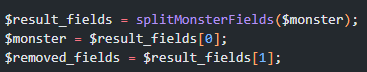 $result_fields = splitMonsterFields($monster);
$monster = $result_fields[0];
$removed_fields = $result_fields[1];